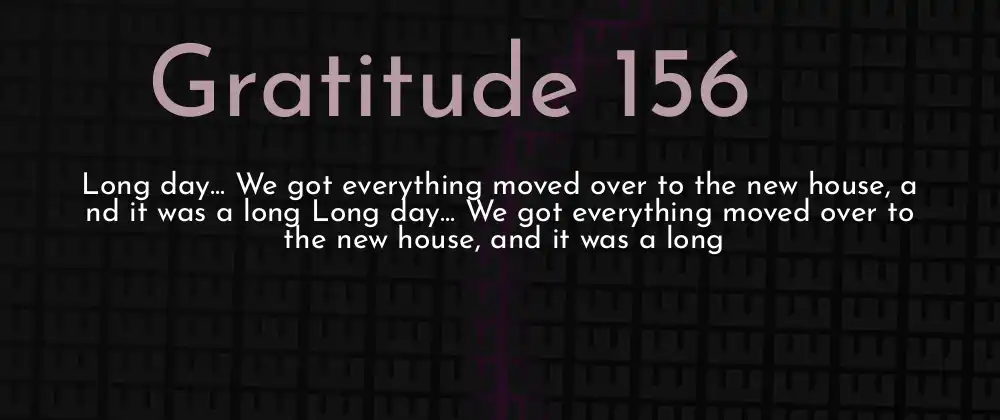 Gratitude 156
Long day... We got everything moved over to the new house, a
nd it was a long Long day... We got everything moved over to
the new house, and it was a long